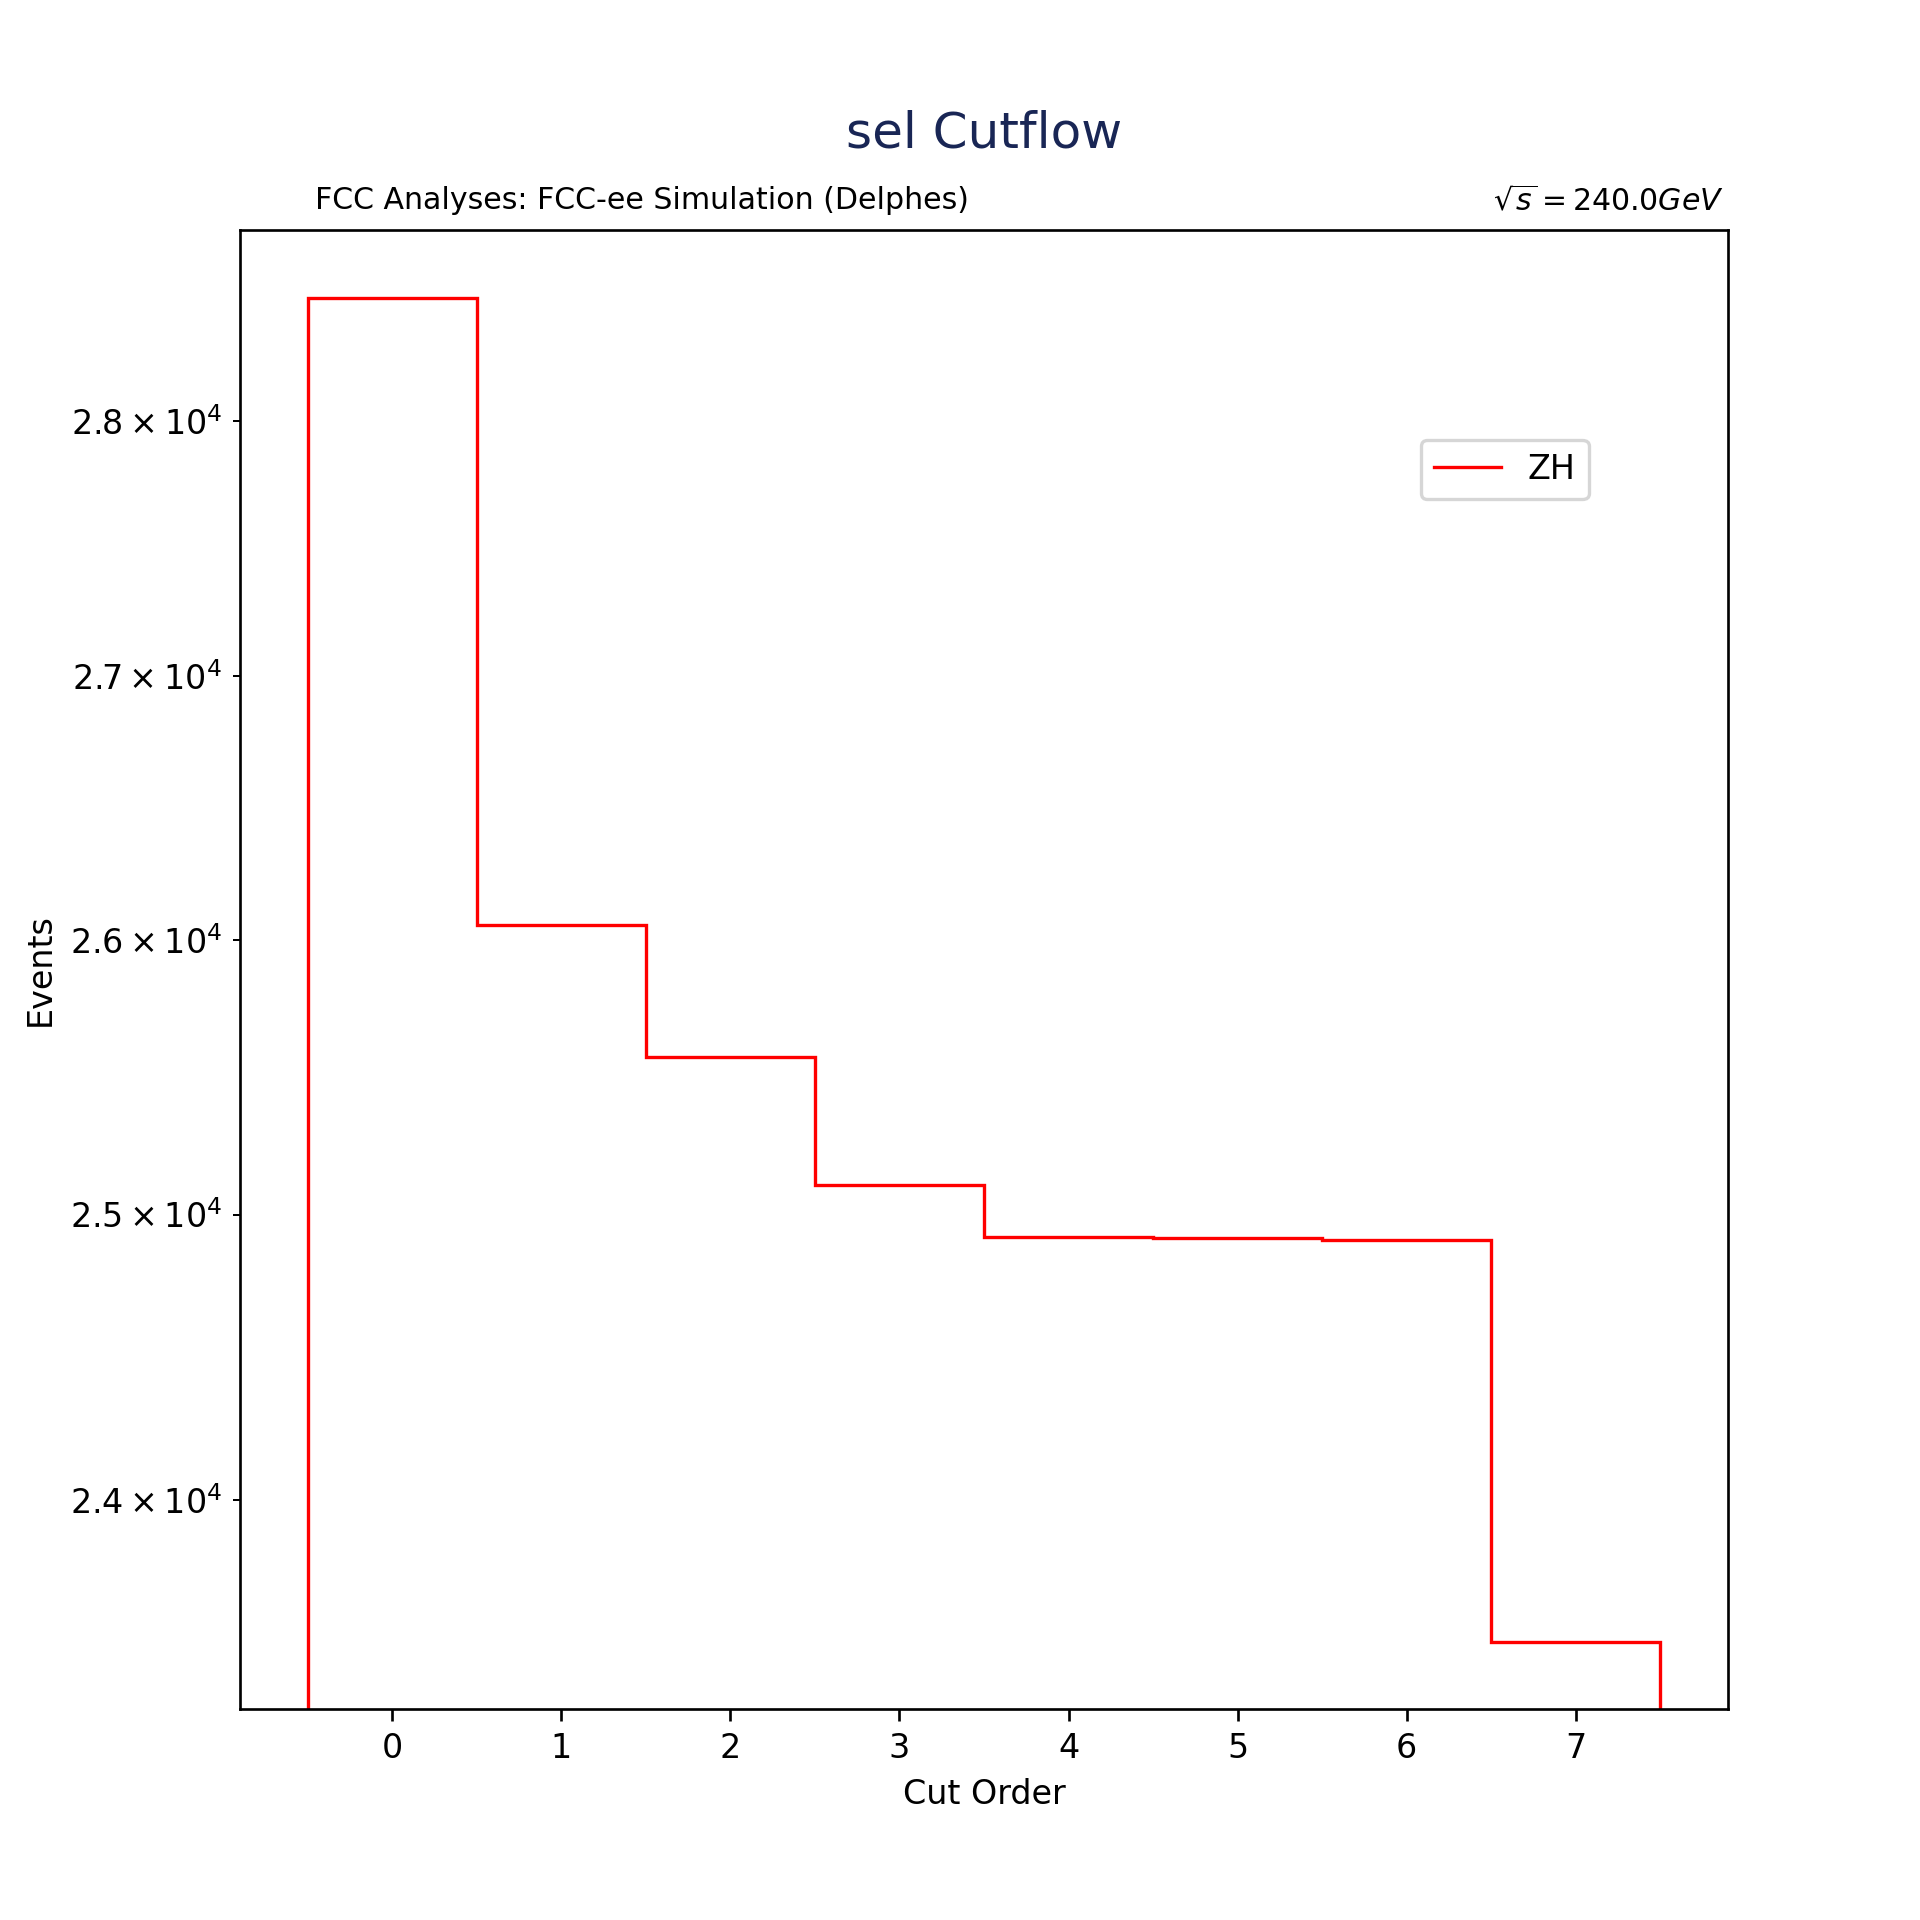 sel Cutflow
FCC Analyses: FCC-ee Simulation (Delphes)
√s = 240.0GeV
2.8 × 10⁴
ZH
2.7 × 10⁴
2.6 × 10⁴
2.5 × 10⁴
2.4 × 10⁴
Events
0 1 2 3 4 5 6 7
Cut Order